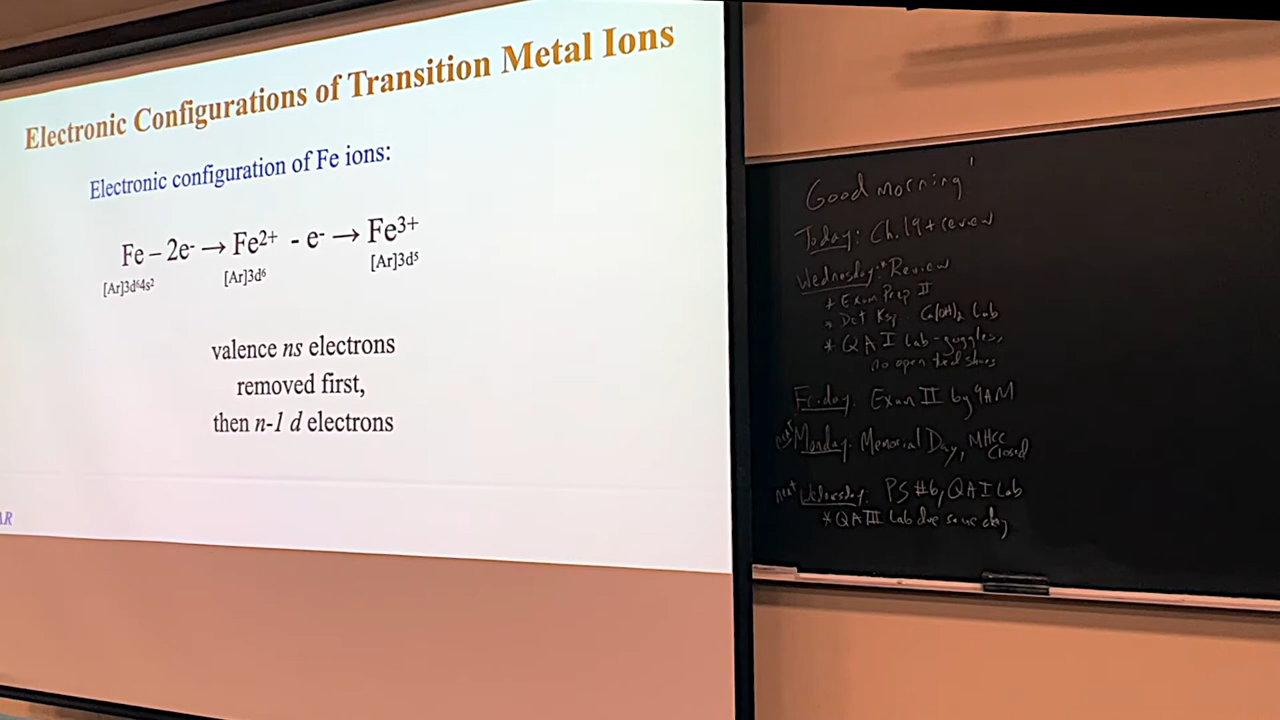 Electronic Configurations of Transition Metal Ions
Electronic configuration of Fe ions:
Fe – 2e⁻ → Fe²⁺ - e⁻ → Fe³⁺
[Ar]3d⁶4s² [Ar]3d⁶ [Ar]3d⁵
valence ns electrons
removed first,
then n-1 d electrons
AR
Good morning!
Today: Ch. 19 + review
Wednesday: * Review
* Exam Prep II
* Det Ksp Ca(OH)₂ Lab
* QA I Lab - goggles,
no open toed shoes
Friday. Exam II by 9AM
next Monday. Memorial Day, MHCC
Closed
next Wednesday: PS #6, QA I Lab
* QA III Lab due same day